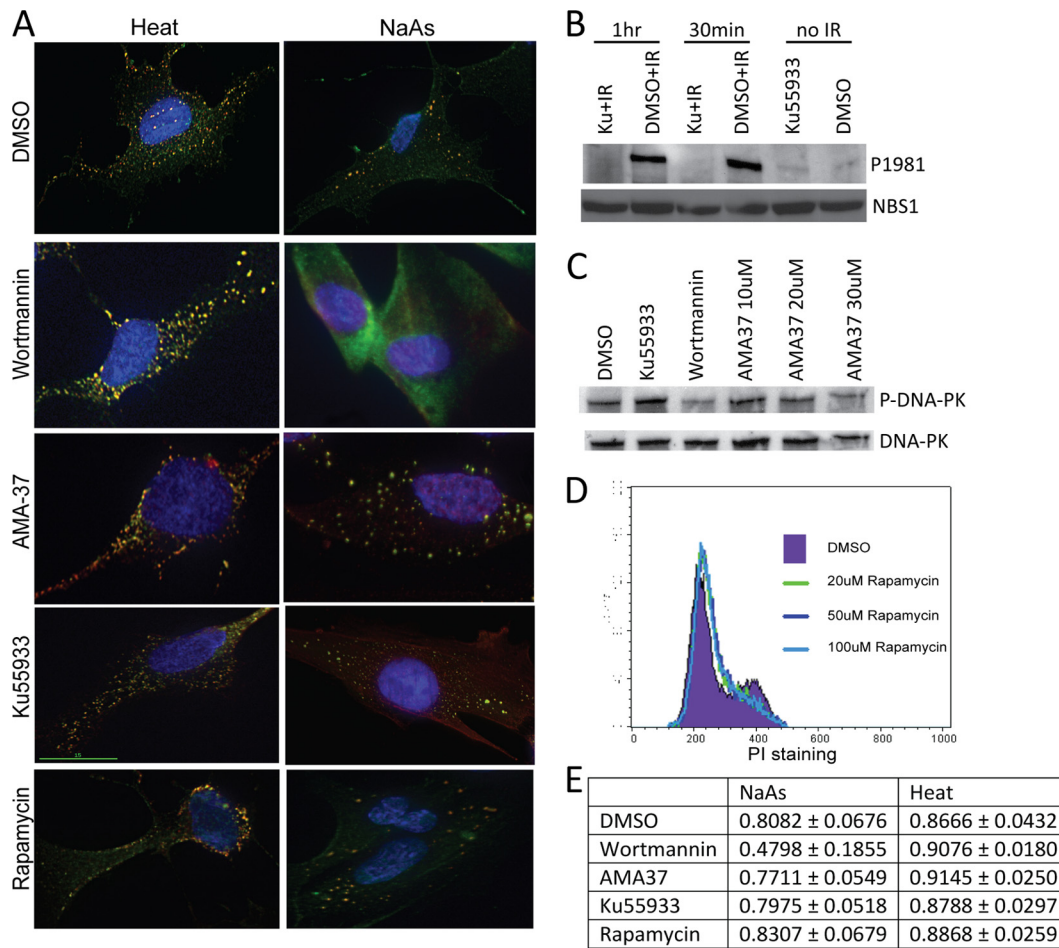 A
Heat NaAs
DMSO
Wortmannin
AMA-37
Ku55933
15
Rapamycin
B
1hr 30min no IR
Ku+IR DMSO+IR Ku+IR DMSO+IR Ku55933 DMSO
P1981
NBS1
C
DMSO Ku55933 Wortmannin AMA37 10uM AMA37 20uM AMA37 30uM
P-DNA-PK
DNA-PK
D
DMSO
20uM Rapamycin
50uM Rapamycin
100uM Rapamycin
0 200 400 600 800 1000
PI staining
E
NaAs Heat
DMSO 0.8082 ± 0.0676 0.8666 ± 0.0432
Wortmannin 0.4798 ± 0.1855 0.9076 ± 0.0180
AMA37 0.7711 ± 0.0549 0.9145 ± 0.0250
Ku55933 0.7975 ± 0.0518 0.8788 ± 0.0297
Rapamycin 0.8307 ± 0.0679 0.8868 ± 0.0259